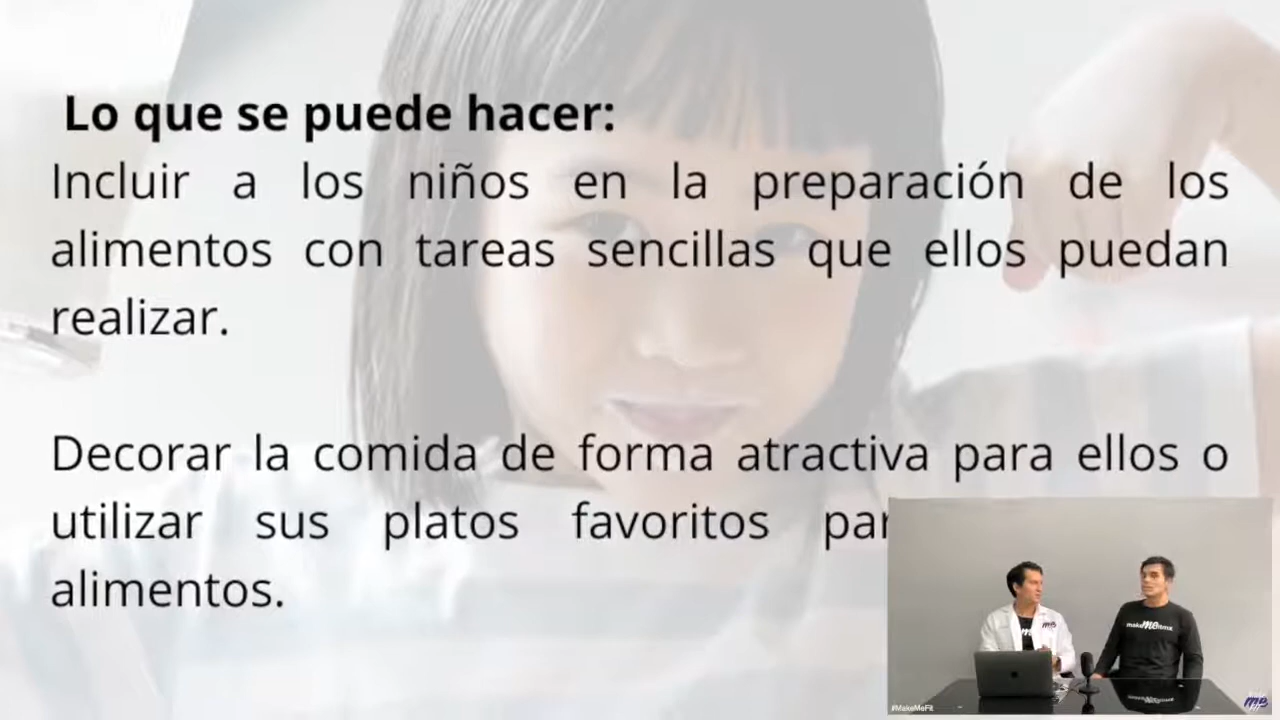 Lo que se puede hacer:
Incluir a los niños en la preparación de los
alimentos con tareas sencillas que ellos puedan
realizar.
Decorar la comida de forma atractiva para ellos o
utilizar sus platos favoritos
alimentos.
#MakeMeFit